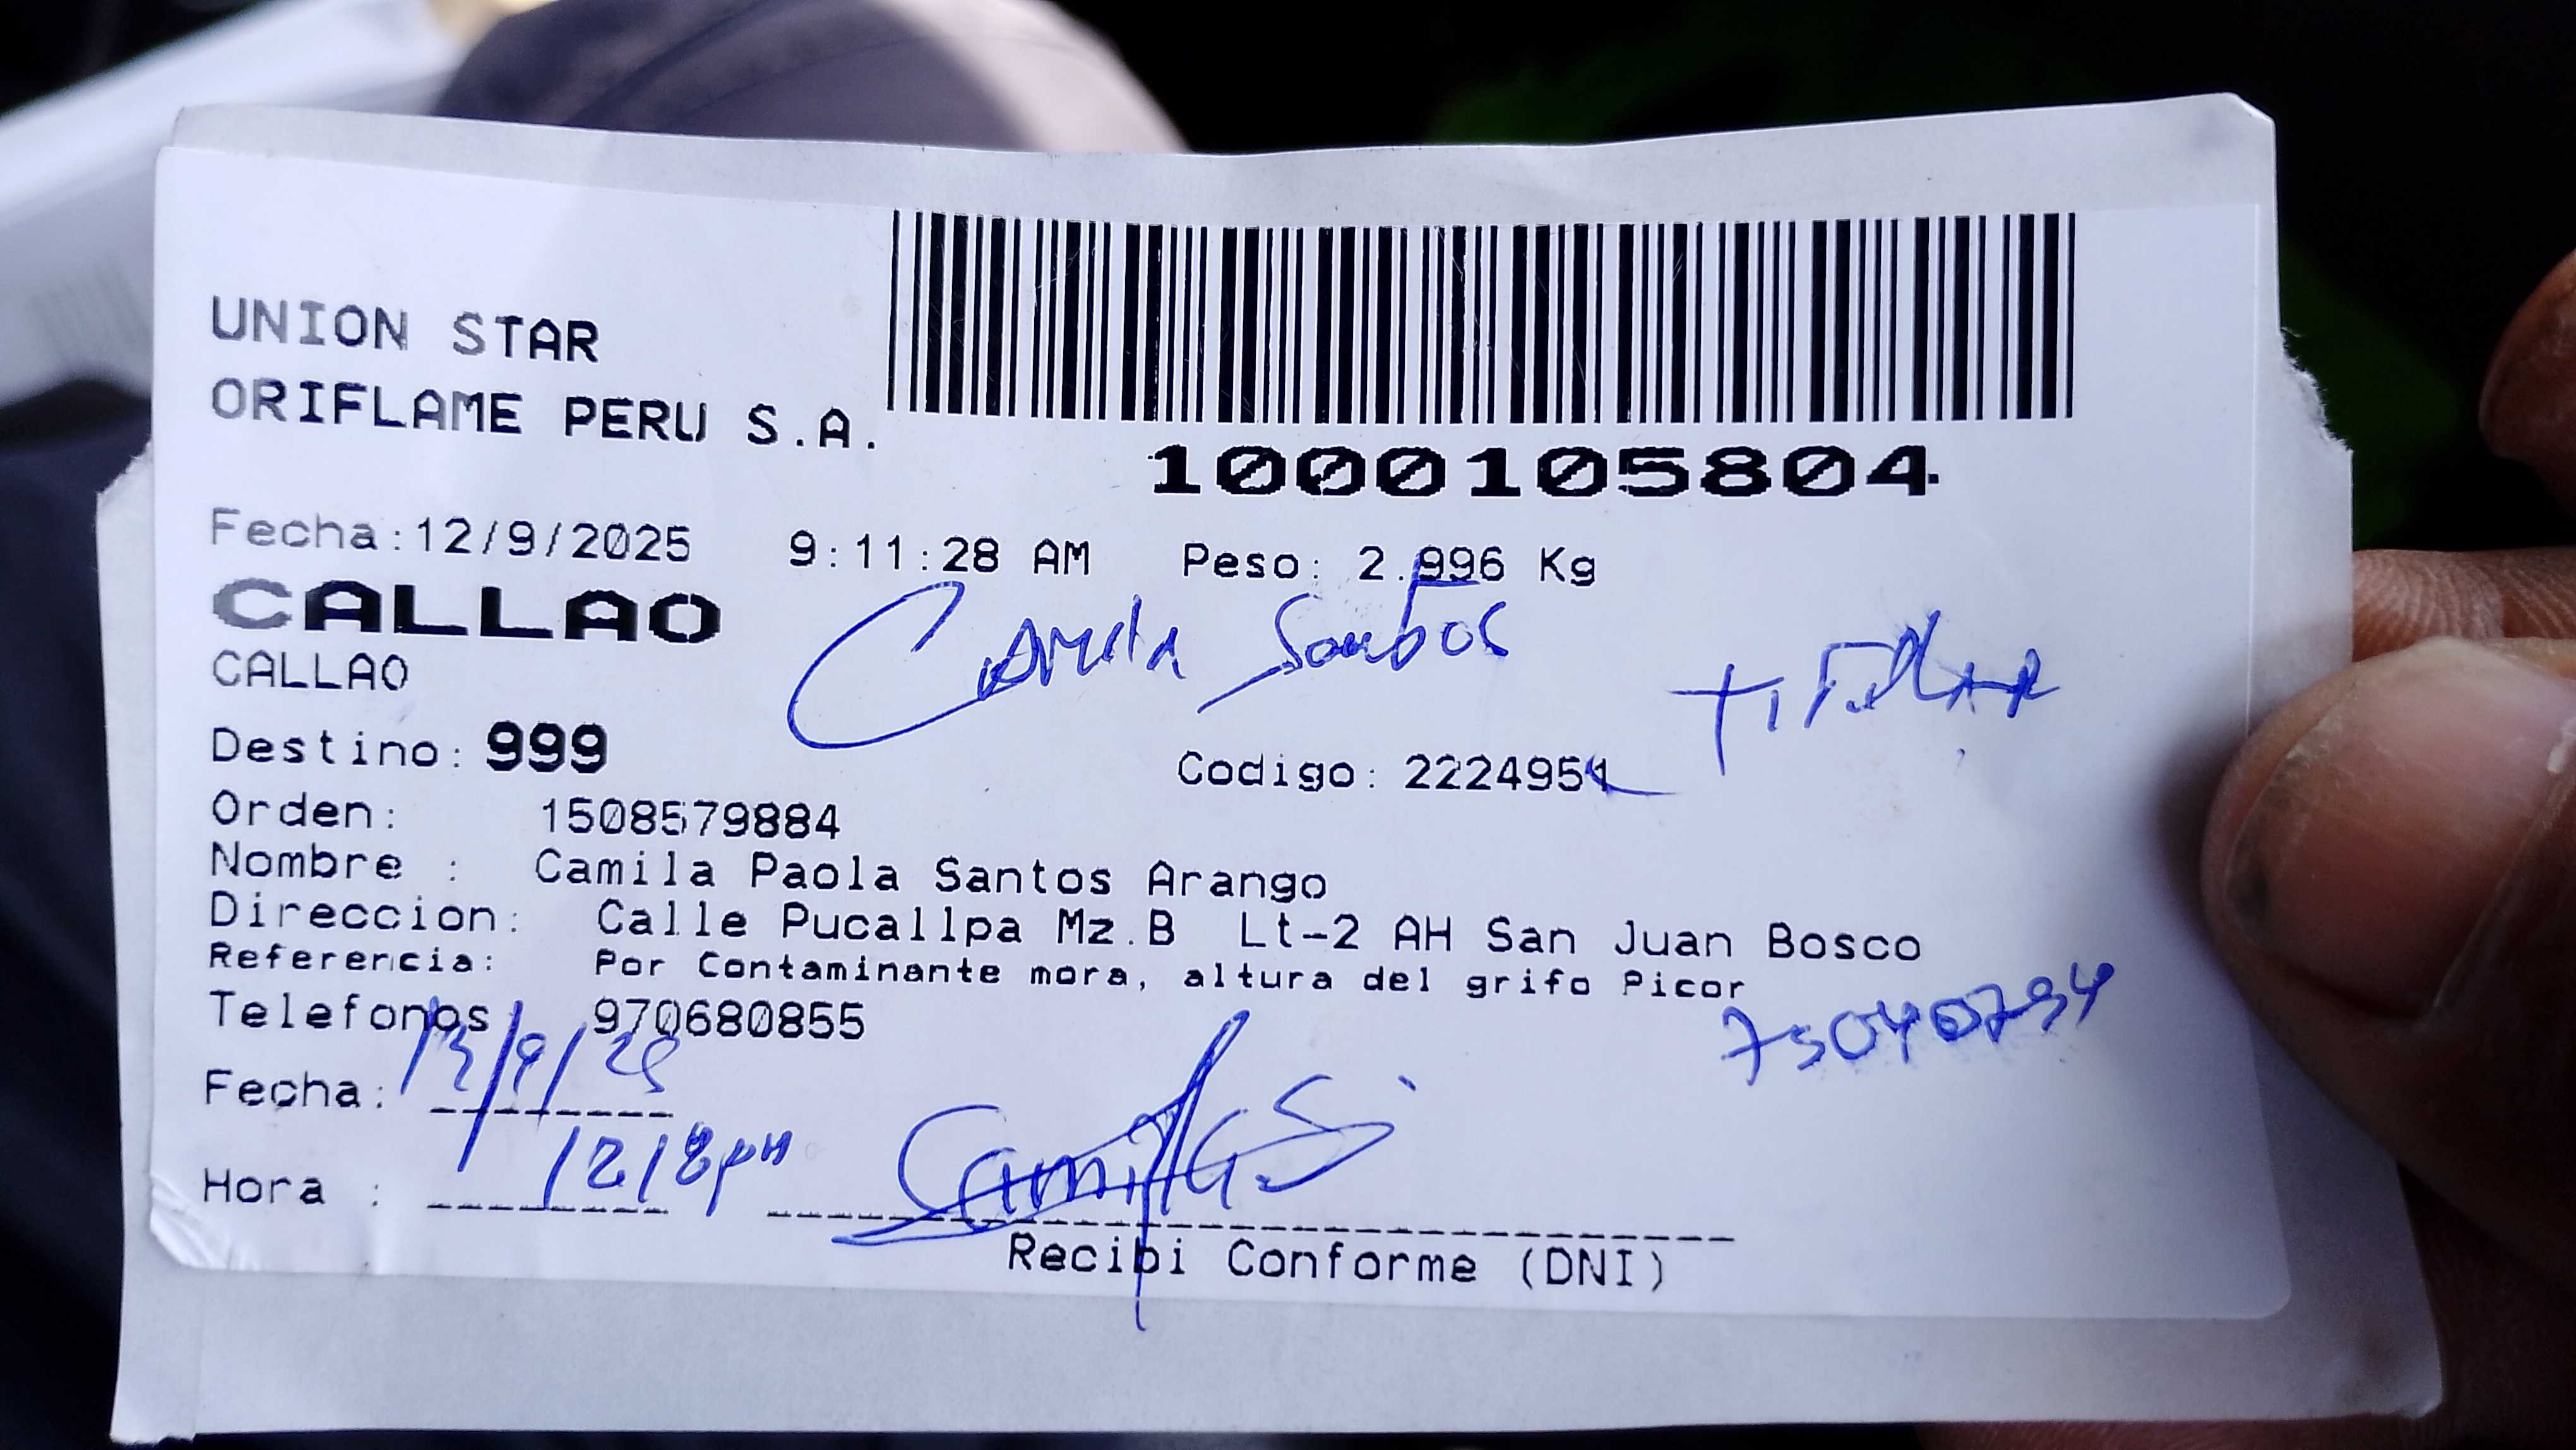 UNION STAR
ORIFLAME PERU S.A.
1000105804
Fecha:12/9/2025 9:11:28 AM Peso: 2.996 Kg
CALLAO
Camila Santos
CALLAO
Titular
Destino: 999
Codigo: 2224951
Orden: 1508579884
Nombre : Camila Paola Santos Arango
Direccion: Calle Pucallpa Mz.B Lt-2 AH San Juan Bosco
Referencia: Por Contaminante mora, altura del grifo Picor
Telefonos 970680855
75040794
Fecha: 13/9/25
Hora : 1218pm
Camila S
Recibi Conforme (DNI)